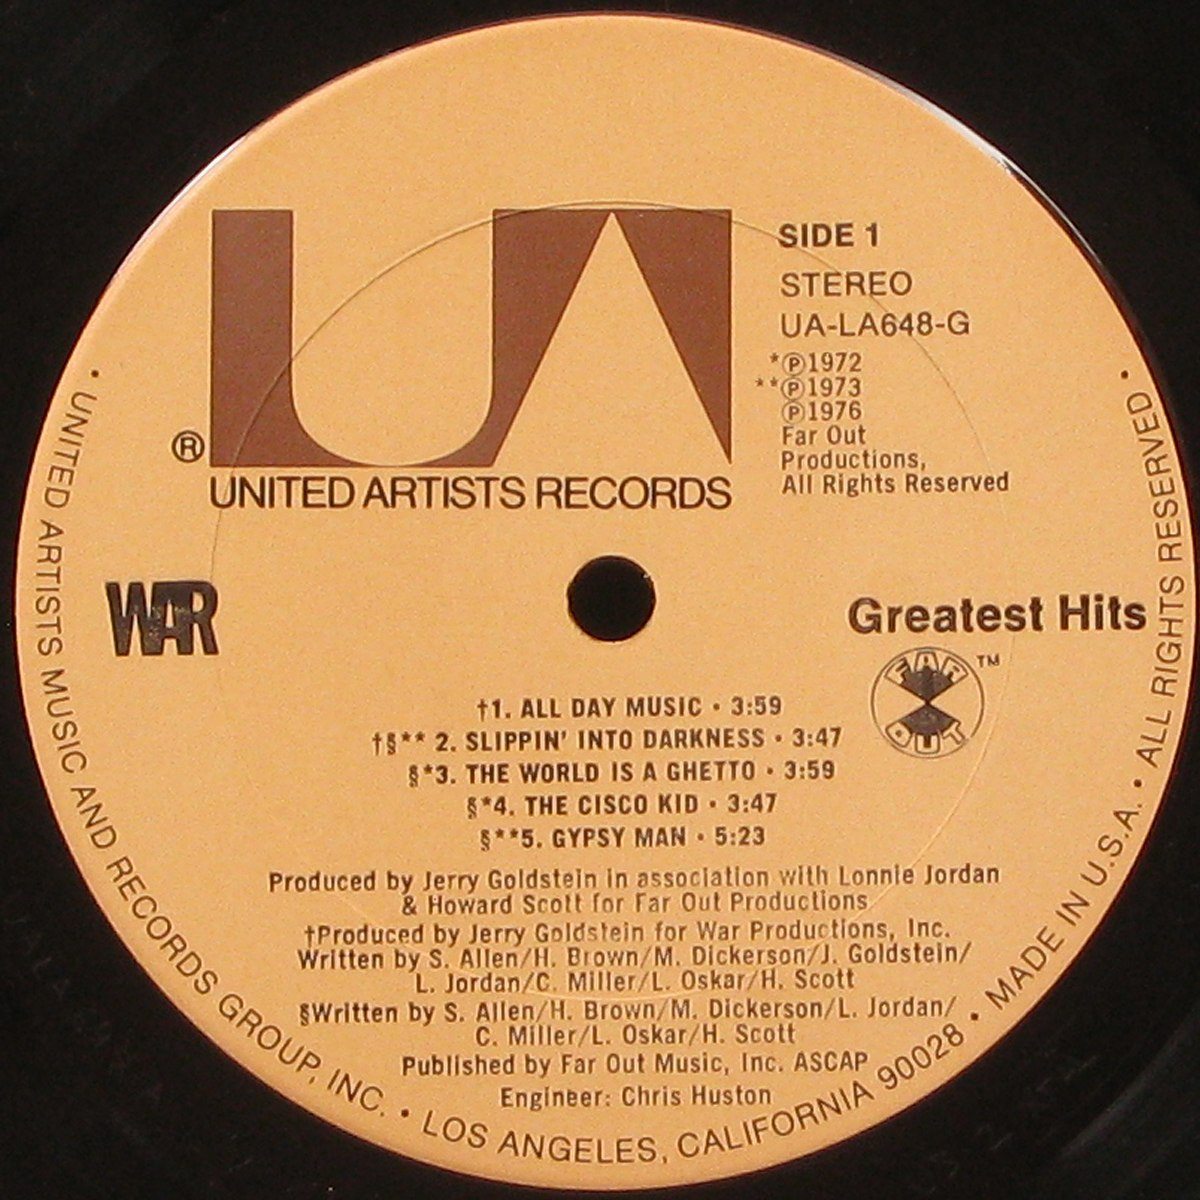 SIDE 1
STEREO
UA-LA648-G
*Ⓟ1972
**Ⓟ1973
Ⓟ1976
Far Out
Productions,
All Rights Reserved
UA
®
UNITED ARTISTS RECORDS
WAR
Greatest Hits
FAR OUT ™
†1. ALL DAY MUSIC • 3:59
†§** 2. SLIPPIN' INTO DARKNESS • 3:47
§*3. THE WORLD IS A GHETTO • 3:59
§*4. THE CISCO KID • 3:47
§**5. GYPSY MAN • 5:23
Produced by Jerry Goldstein in association with Lonnie Jordan
& Howard Scott for Far Out Productions
†Produced by Jerry Goldstein for War Productions, Inc.
Written by S. Allen/H. Brown/M. Dickerson/J. Goldstein/
L. Jordan/C. Miller/L. Oskar/H. Scott
§Written by S. Allen/H. Brown/M. Dickerson/L. Jordan/
C. Miller/L. Oskar/H. Scott
Published by Far Out Music, Inc. ASCAP
Engineer: Chris Huston
• UNITED ARTISTS MUSIC AND RECORDS GROUP, INC. • LOS ANGELES, CALIFORNIA 90028 • MADE IN U.S.A. • ALL RIGHTS RESERVED •